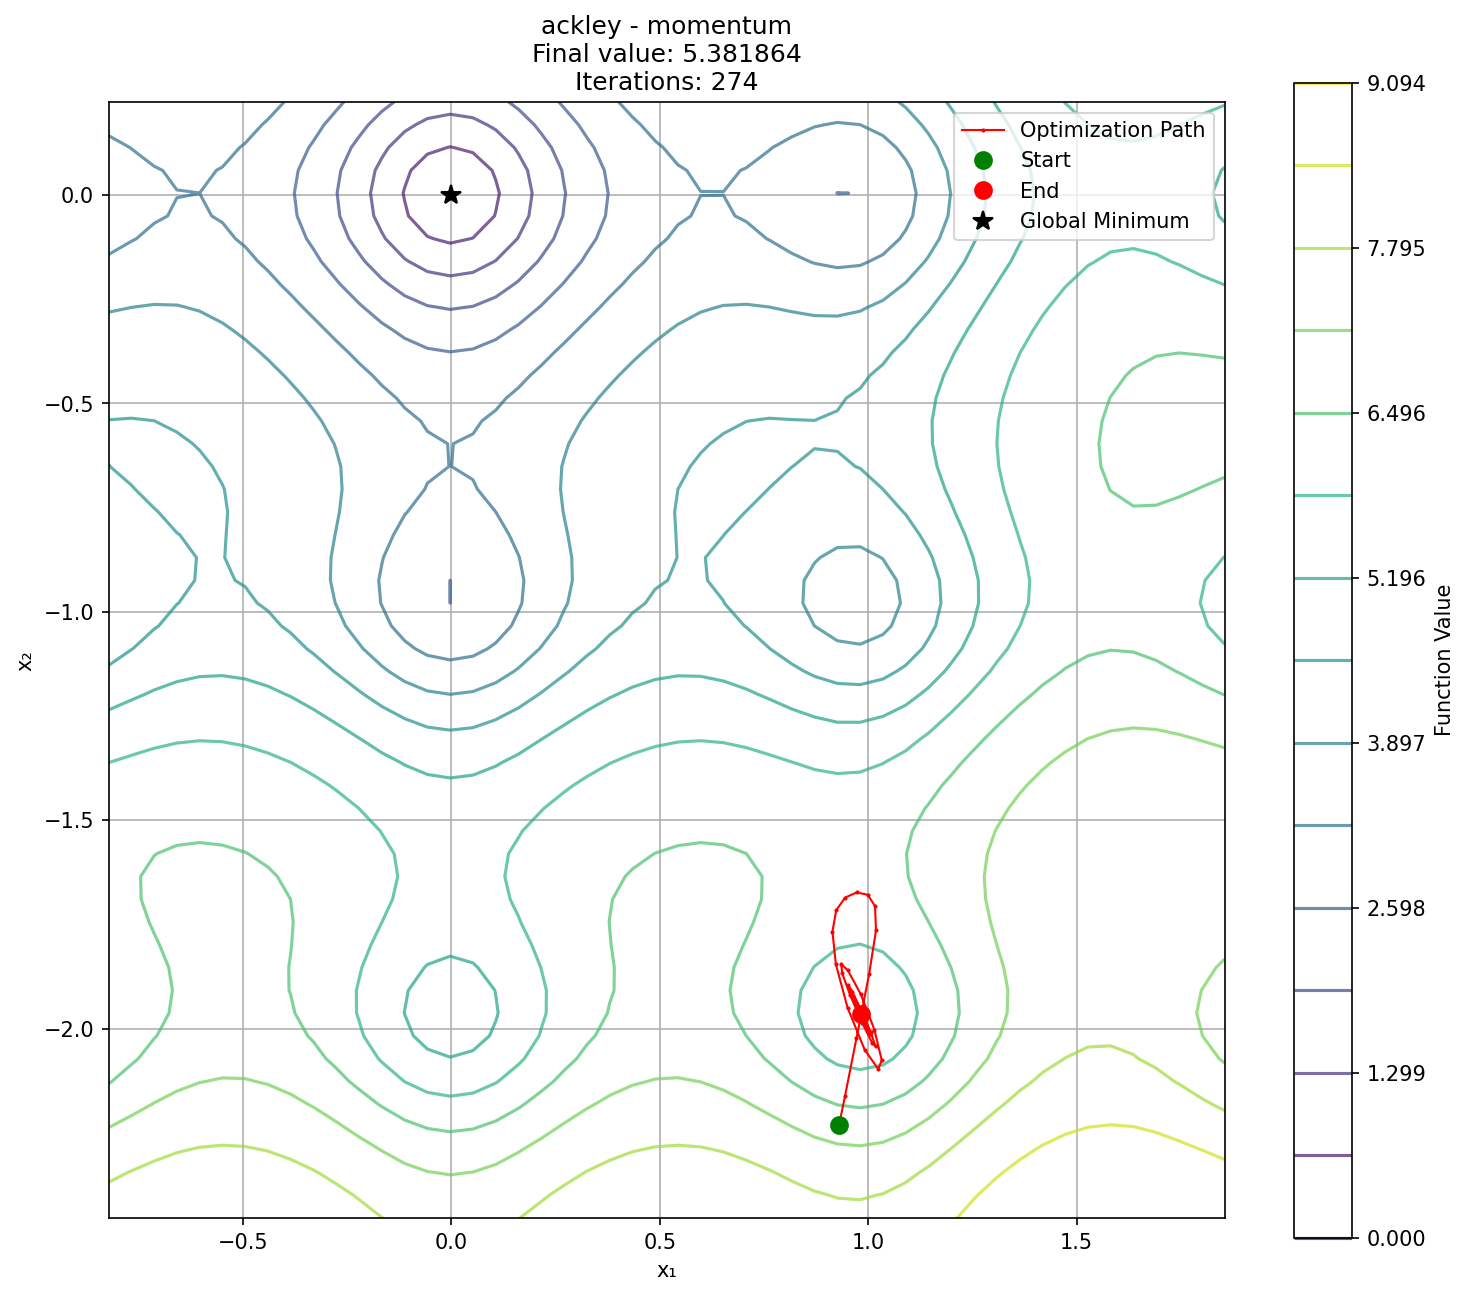 ackley - momentum
Final value: 5.381864
Iterations: 274
Optimization Path
Start
End
Global Minimum
0.0
−0.5
−1.0
−1.5
−2.0
x₂
−0.5
0.0
0.5
1.0
1.5
x₁
9.094
7.795
6.496
5.196
3.897
2.598
1.299
0.000
Function Value